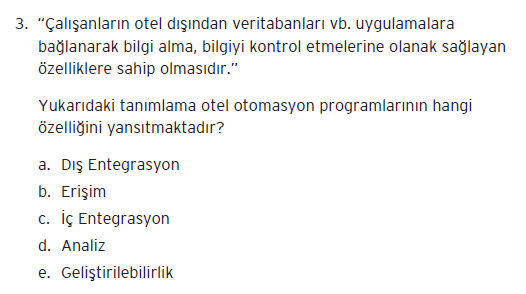 3. “Çalışanların otel dışından veritabanları vb. uygulamalara
bağlanarak bilgi alma, bilgiyi kontrol etmelerine olanak sağlayan
özelliklere sahip olmasıdır.”
Yukarıdaki tanımlama otel otomasyon programlarının hangi
özelliğini yansıtmaktadır?
a. Dış Entegrasyon
b. Erişim
c. İç Entegrasyon
d. Analiz
e. Geliştirilebilirlik